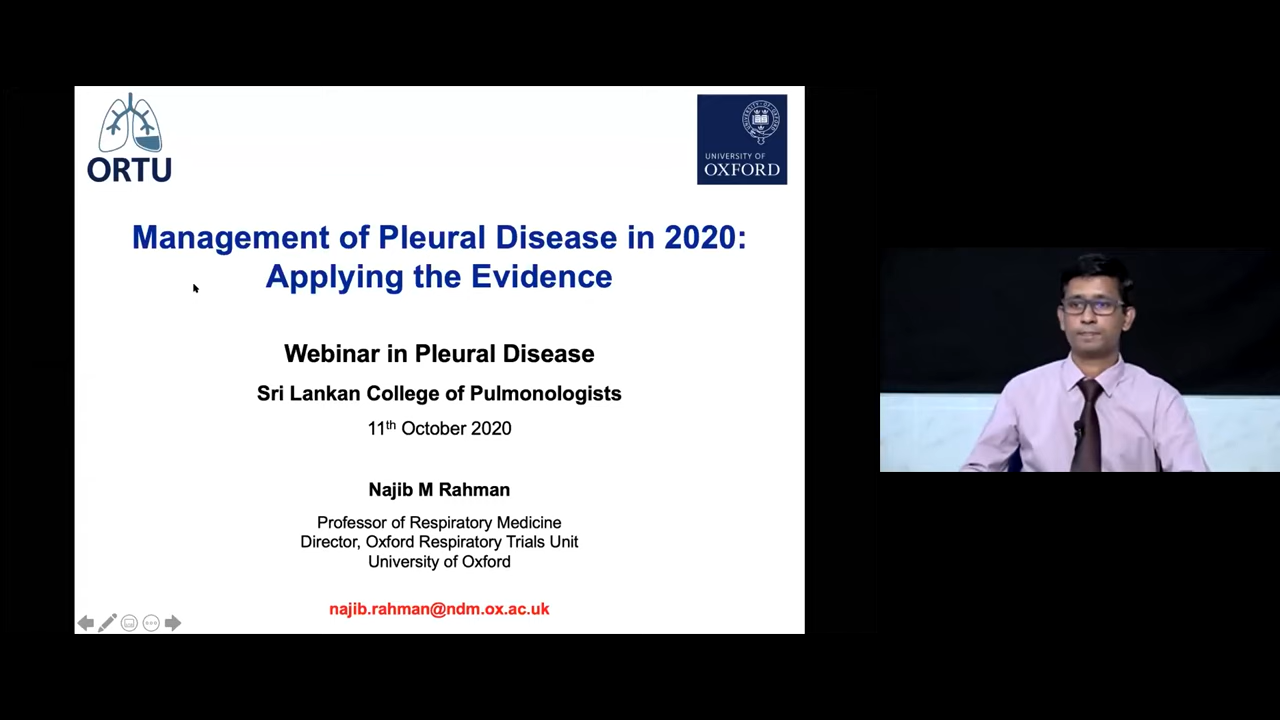 ORTU
UNIVERSITY OF
OXFORD
Management of Pleural Disease in 2020:
Applying the Evidence
Webinar in Pleural Disease
Sri Lankan College of Pulmonologists
11th October 2020
Najib M Rahman
Professor of Respiratory Medicine
Director, Oxford Respiratory Trials Unit
University of Oxford
najib.rahman@ndm.ox.ac.uk